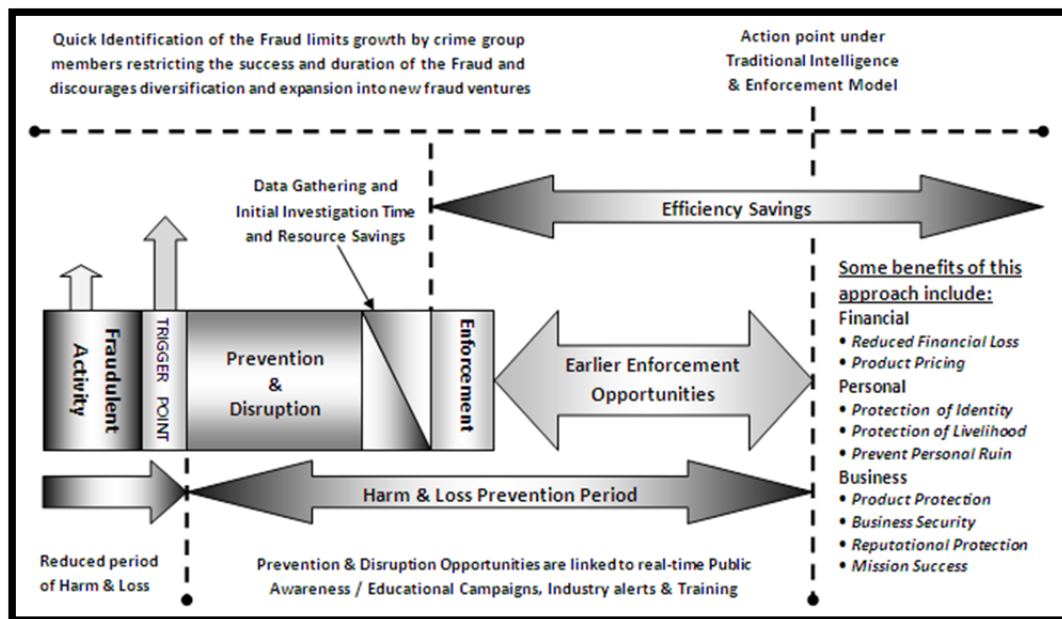 Quick Identification of the Fraud limits growth by crime group
members restricting the success and duration of the Fraud and
discourages diversification and expansion into new fraud ventures
Action point under
Traditional Intelligence
& Enforcement Model
Data Gathering and
Initial Investigation Time
and Resource Savings
Efficiency Savings
Fraudulent
Activity
TRIGGER POINT
Prevention
&
Disruption
Enforcement
Earlier Enforcement
Opportunities
Harm & Loss Prevention Period
Reduced period
of Harm & Loss
Prevention & Disruption Opportunities are linked to real-time Public
Awareness / Educational Campaigns, Industry alerts & Training
Some benefits of this
approach include:
Financial
• Reduced Financial Loss
• Product Pricing
Personal
• Protection of Identity
• Protection of Livelihood
• Prevent Personal Ruin
Business
• Product Protection
• Business Security
• Reputational Protection
• Mission Success